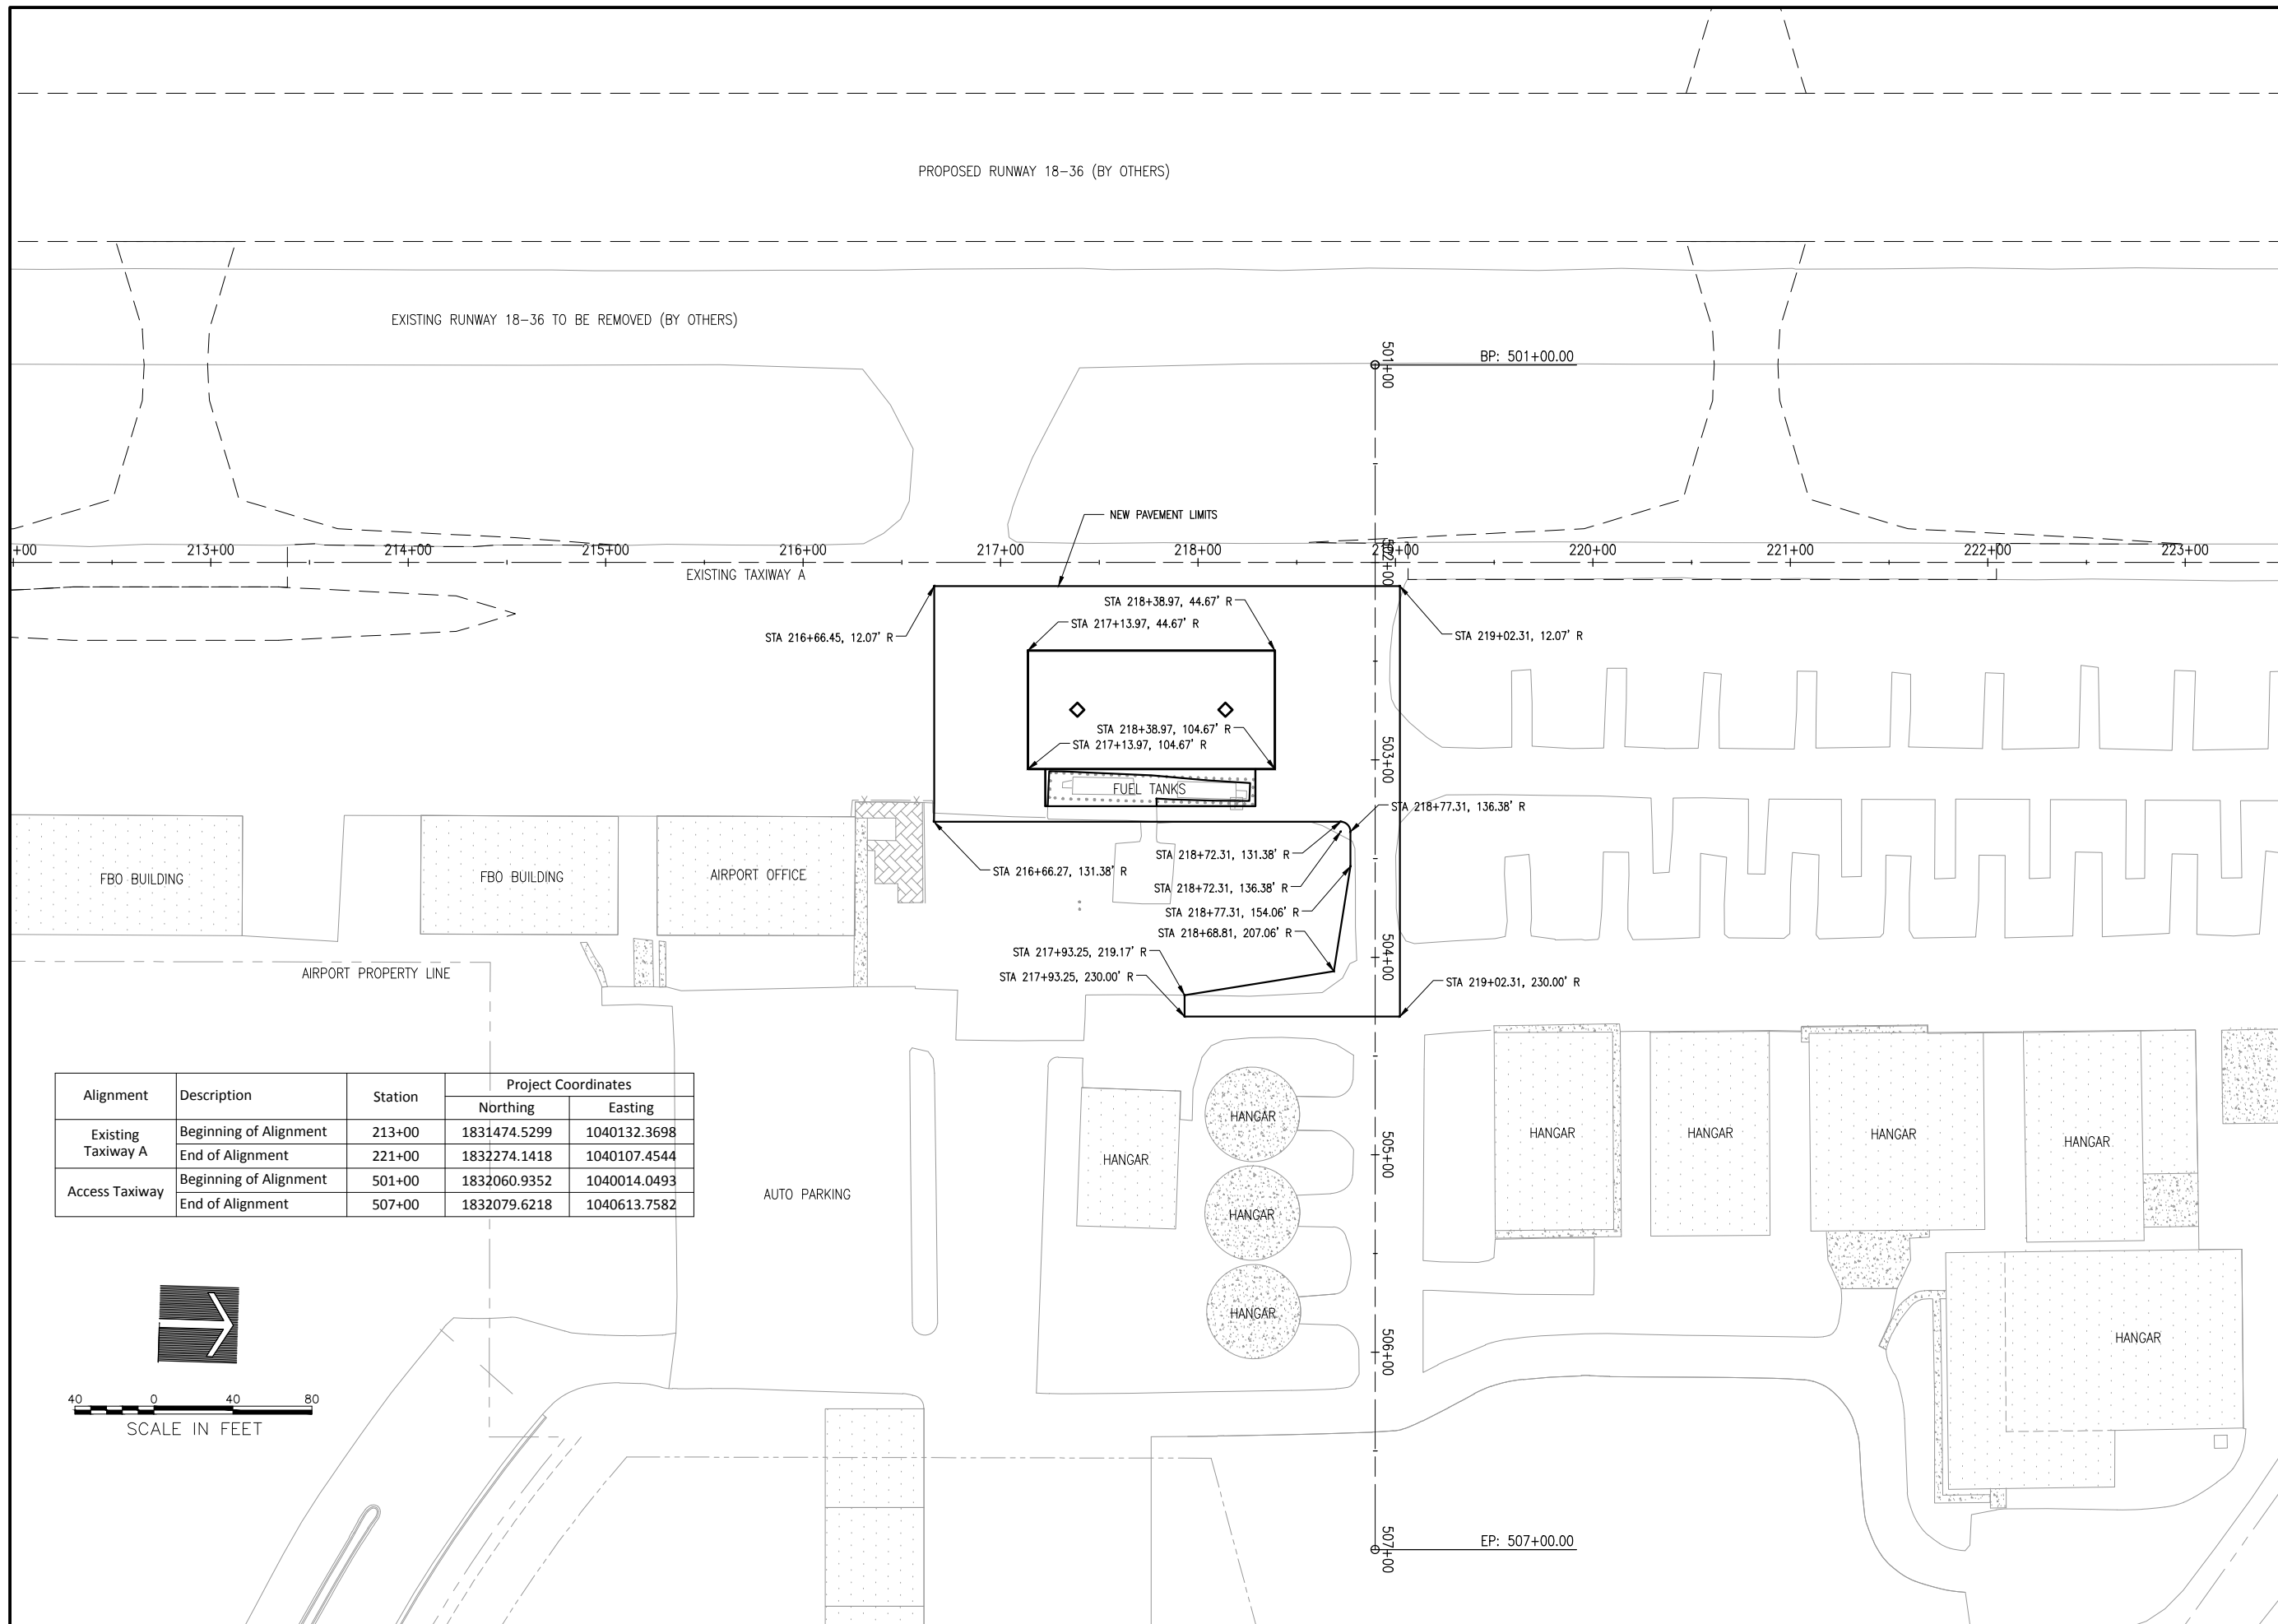 PROPOSED RUNWAY 18-36 (BY OTHERS)
EXISTING RUNWAY 18-36 TO BE REMOVED (BY OTHERS)
501+00
BP: 501+00.00
NEW PAVEMENT LIMITS
+00
213+00
214+00
215+00
216+00
217+00
218+00
219+00
220+00
221+00
222+00
223+00
502+00
EXISTING TAXIWAY A
STA 218+38.97, 44.67' R
STA 217+13.97, 44.67' R
STA 216+66.45, 12.07' R
STA 219+02.31, 12.07' R
STA 218+38.97, 104.67' R
STA 217+13.97, 104.67' R
503+00
FUEL TANKS
STA 218+77.31, 136.38' R
STA 218+72.31, 131.38' R
STA 216+66.27, 131.38' R
STA 218+72.31, 136.38' R
STA 218+77.31, 154.06' R
STA 218+68.81, 207.06' R
STA 217+93.25, 219.17' R
STA 217+93.25, 230.00' R
504+00
STA 219+02.31, 230.00' R
FBO BUILDING
FBO BUILDING
AIRPORT OFFICE
AIRPORT PROPERTY LINE
Alignment Description Station Project Coordinates
Northing Easting
Existing Taxiway A Beginning of Alignment 213+00 1831474.5299 1040132.3698
End of Alignment 221+00 1832274.1418 1040107.4544
Access Taxiway Beginning of Alignment 501+00 1832060.9352 1040014.0493
End of Alignment 507+00 1832079.6218 1040613.7582
AUTO PARKING
HANGAR
HANGAR
HANGAR
HANGAR
505+00
HANGAR
HANGAR
HANGAR
HANGAR
HANGAR
506+00
40 0 40 80
SCALE IN FEET
507+00
EP: 507+00.00